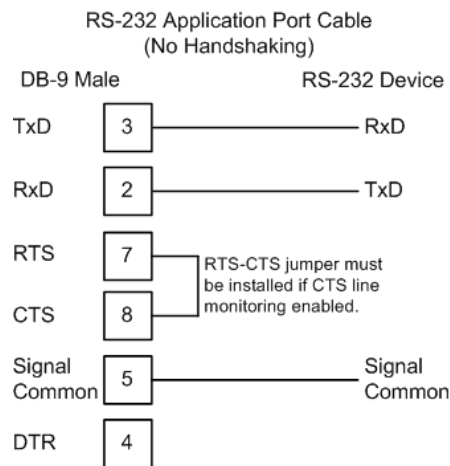 RS-232 Application Port Cable
(No Handshaking)
DB-9 Male
RS-232 Device
TxD
3
RxD
RxD
2
TxD
RTS
7
RTS-CTS jumper must
be installed if CTS line
monitoring enabled.
CTS
8
Signal
Common
5
Signal
Common
DTR
4